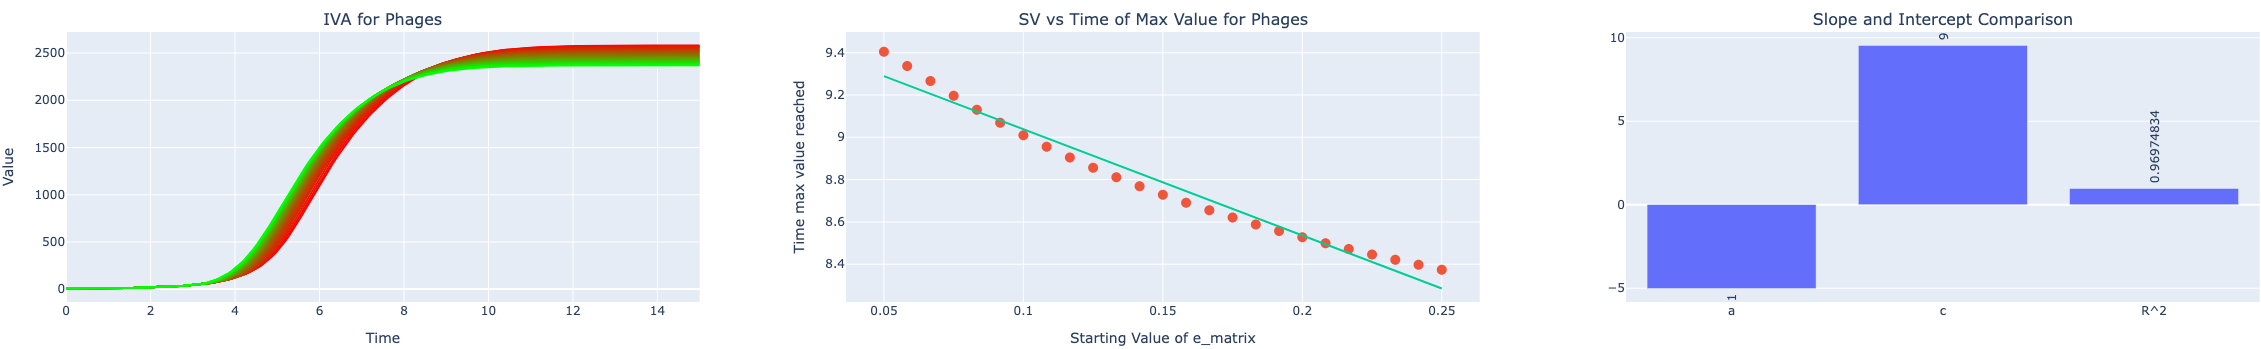 IVA for Phages
Value
2500
2000
1500
1000
500
0
0 2 4 6 8 10 12 14
Time
SV vs Time of Max Value for Phages
Time max value reached
9.4
9.2
9
8.8
8.6
8.4
0.05 0.1 0.15 0.2 0.25
Starting Value of e_matrix
Slope and Intercept Comparison
10
5
0
−5
9
0.96974834
a c R^2